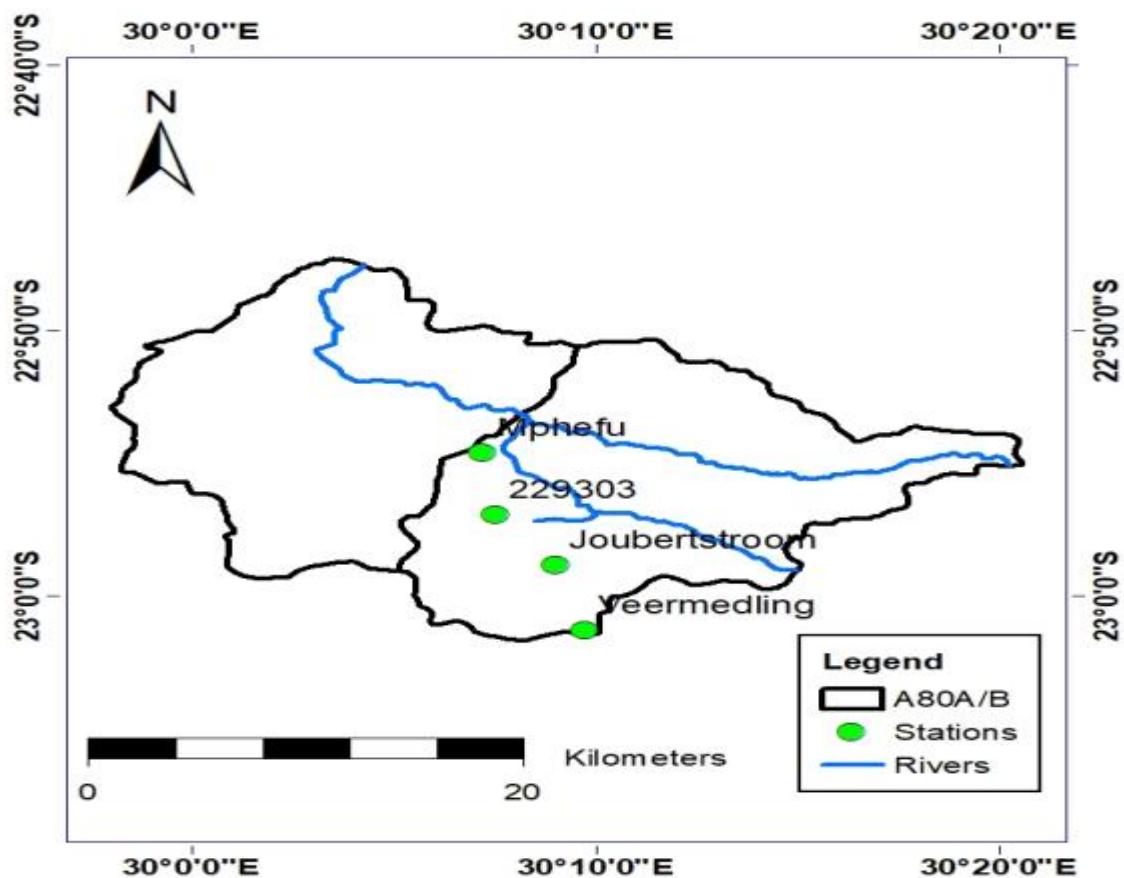 30°0'0"E 30°10'0"E 30°20'0"E
22°40'0"S
N
22°50'0"S 22°50'0"S
Mphefu
229303
Joubertstroom
23°0'0"S Veermedling 23°0'0"S
Legend
A80A/B
Stations
Rivers
Kilometers
0 20
30°0'0"E 30°10'0"E 30°20'0"E